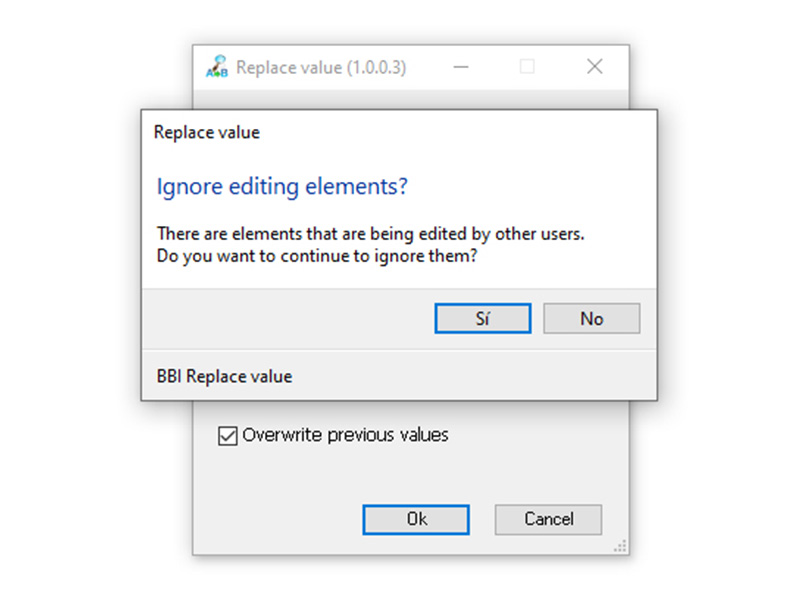 Replace value (1.0.0.3)
Replace value
Ignore editing elements?
There are elements that are being edited by other users.
Do you want to continue to ignore them?
Sí No
BBI Replace value
Overwrite previous values
Ok Cancel